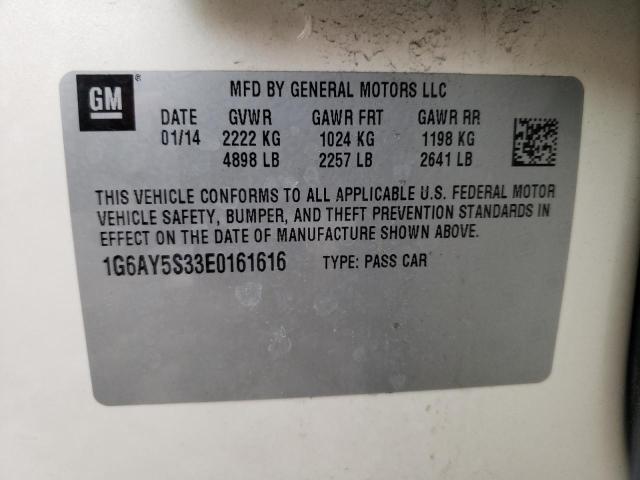 GM
®
MFD BY GENERAL MOTORS LLC
DATE GVWR GAWR FRT GAWR RR
01/14 2222 KG 1024 KG 1198 KG
4898 LB 2257 LB 2641 LB
THIS VEHICLE CONFORMS TO ALL APPLICABLE U.S. FEDERAL MOTOR
VEHICLE SAFETY, BUMPER, AND THEFT PREVENTION STANDARDS IN
EFFECT ON THE DATE OF MANUFACTURE SHOWN ABOVE.
1G6AY5S33E0161616 TYPE: PASS CAR